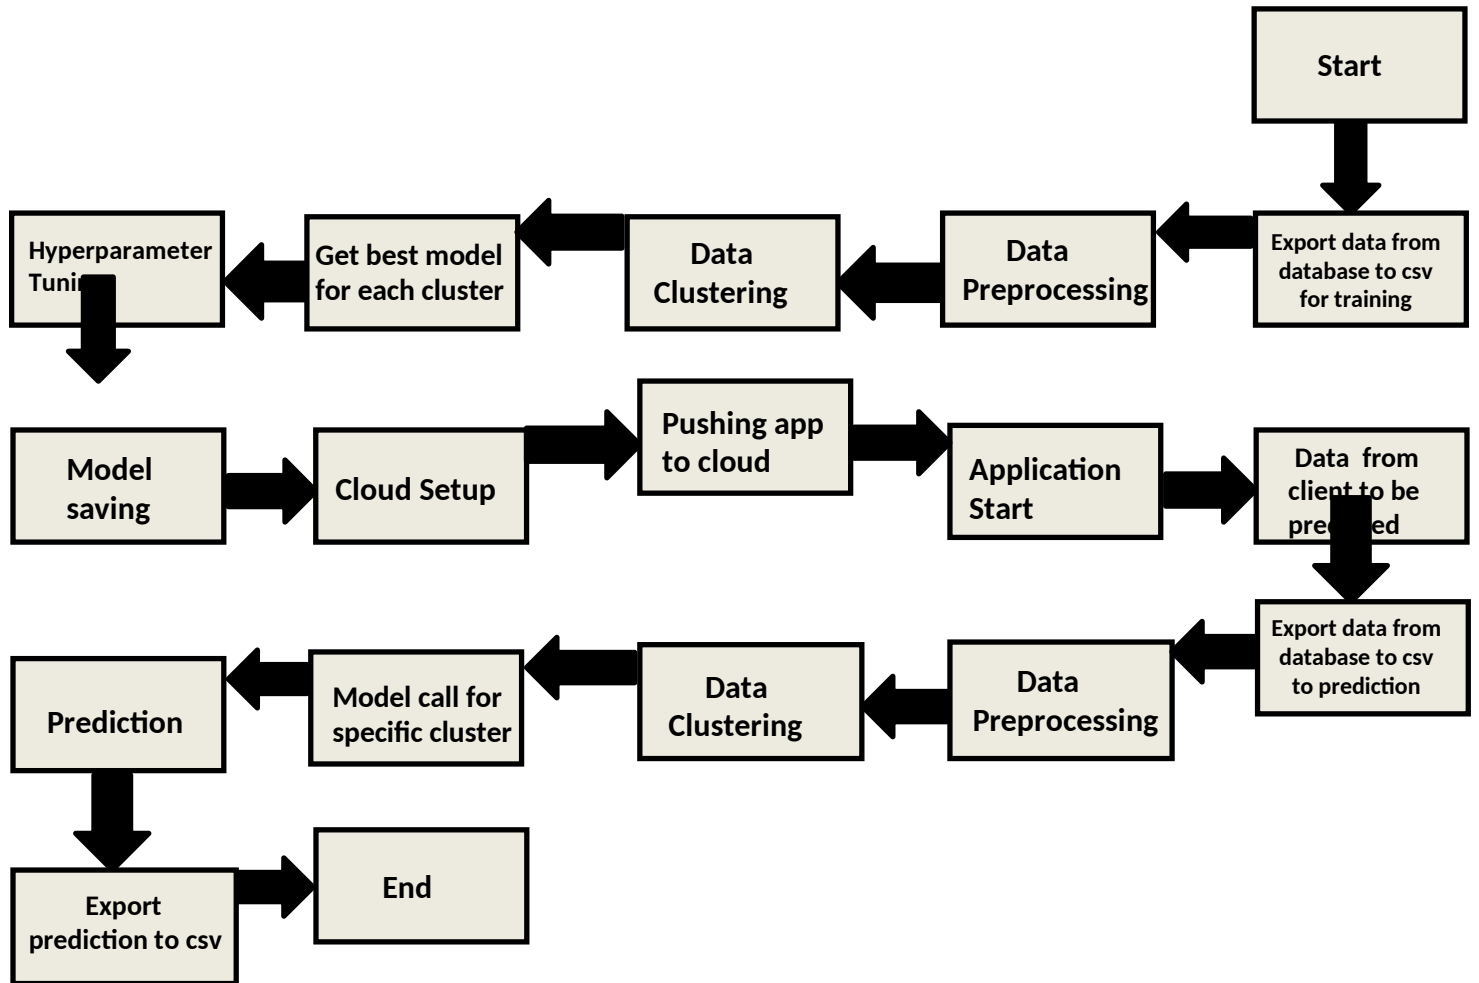 Start
Export data from
database to csv
for training
Data
Preprocessing
Data
Clustering
Get best model
for each cluster
Hyperparameter
Model
saving
Cloud Setup
Pushing app
to cloud
Application
Start
Data from
client to be
Export data from
database to csv
to prediction
Data
Preprocessing
Data
Clustering
Model call for
specific cluster
Prediction
Export
prediction to csv
End